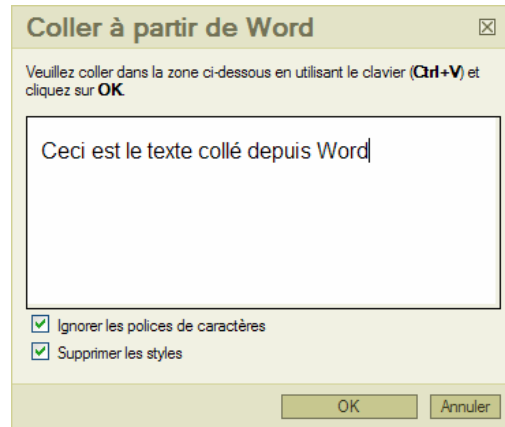 Coller à partir de Word
Veuillez coller dans la zone ci-dessous en utilisant le clavier (Ctrl+V) et
cliquez sur OK.
Ceci est le texte collé depuis Word
Ignorer les polices de caractères
Supprimer les styles
OK Annuler